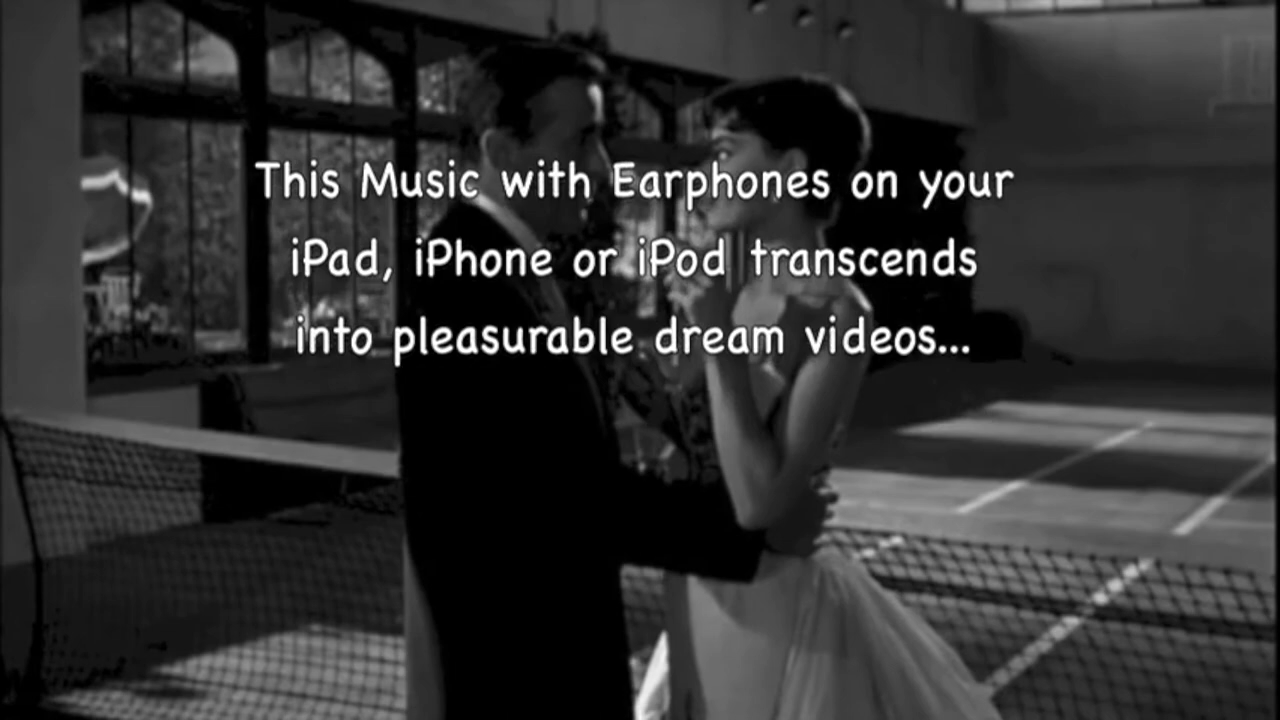 This Music with Earphones on your
iPad, iPhone or iPod transcends
into pleasurable dream videos...